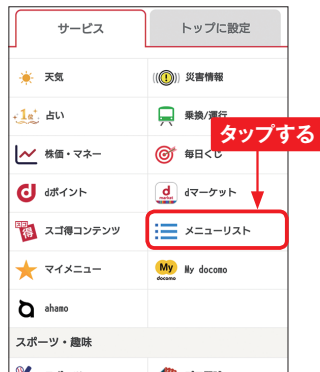 サービス トップに設定
天気 災害情報
占い 乗換/運行
タップする
株価・マネー 毎日くじ
dポイント dマーケット
スゴ得コンテンツ メニューリスト
マイメニュー My docomo
ahamo
スポーツ・趣味